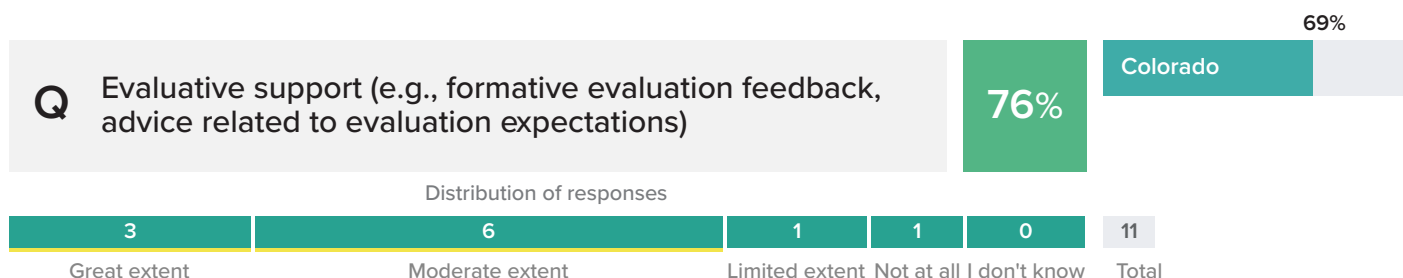 69%
Q
Evaluative support (e.g., formative evaluation feedback,
advice related to evaluation expectations)
76%
Colorado
Distribution of responses
3 6 1 1 0 11
Great extent Moderate extent Limited extent Not at all I don't know Total